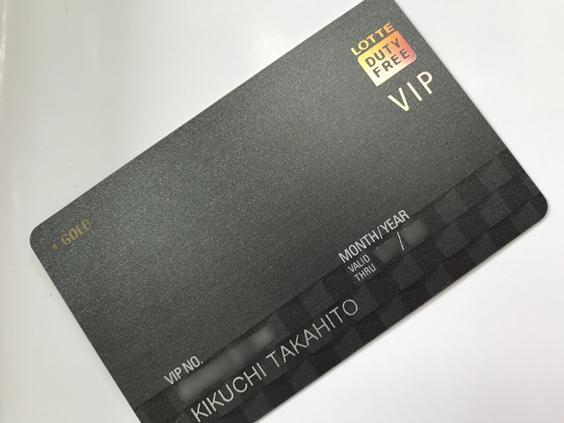 LOTTE
DUTY
FREE
VIP
GOLD
MONTH/YEAR
VALID
THRU
/
VIP NO.
KIKUCHI TAKAHITO